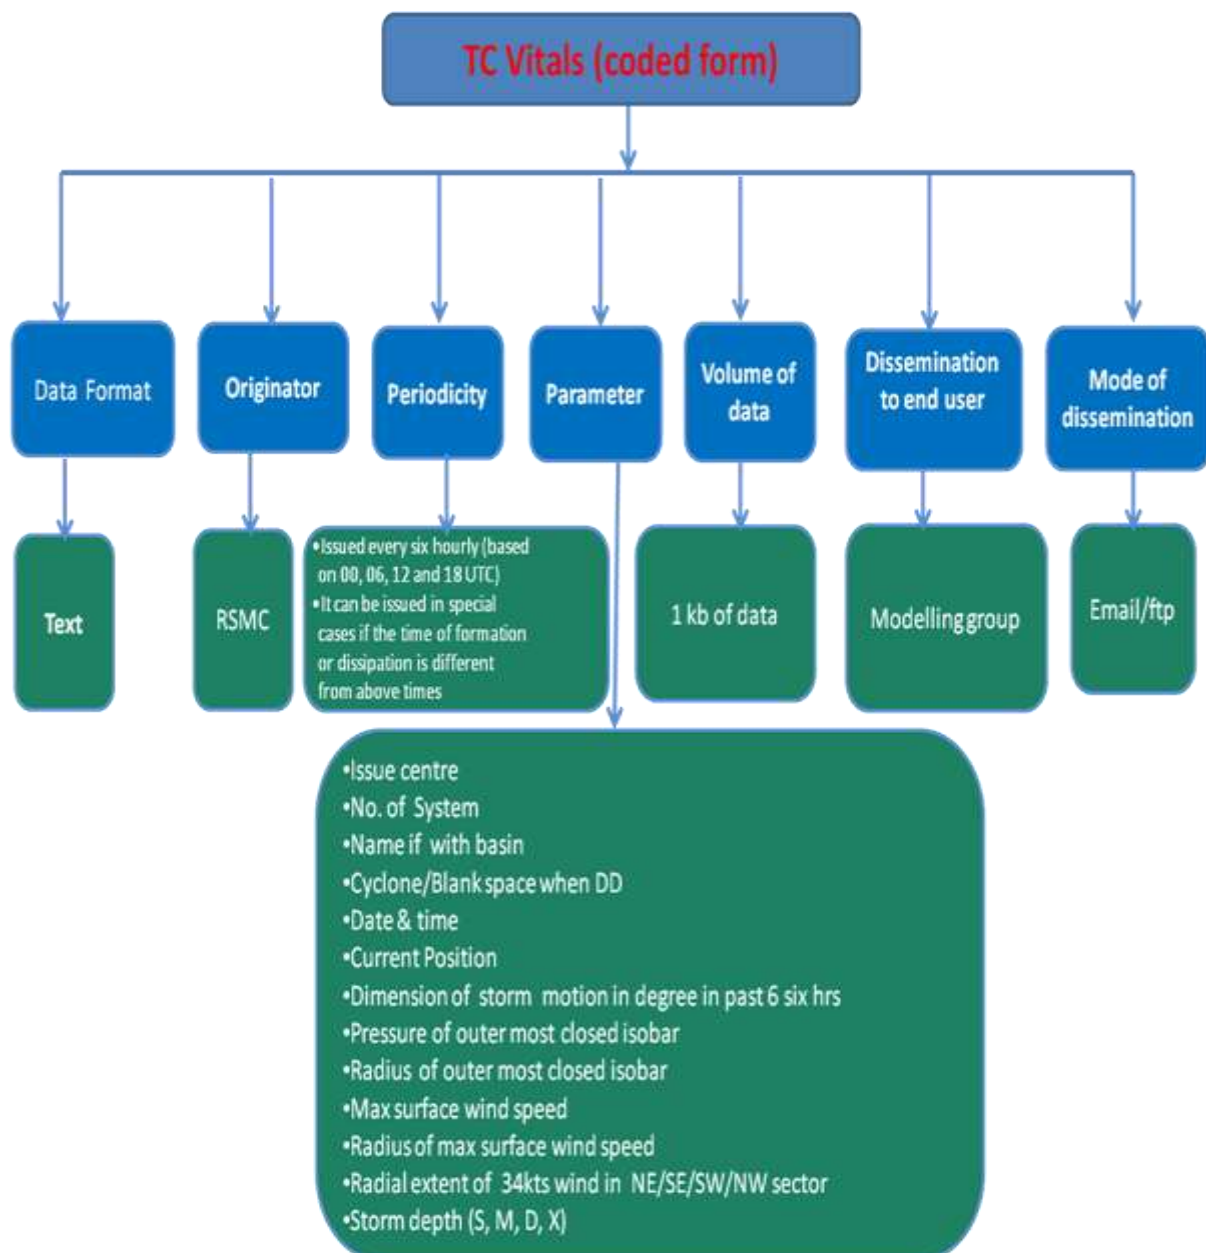 TC Vitals (coded form)
Data Format
Originator
Periodicity
Parameter
Volume of
data
Dissemination
to end user
Mode of
dissemination
Text
RSMC
•Issued every six hourly (based
on 00, 06, 12 and 18 UTC)
•It can be issued in special
cases if the time of formation
or dissipation is different
from above times
1 kb of data
Modelling group
Email/ftp
•Issue centre
•No. of System
•Name if with basin
•Cyclone/Blank space when DD
•Date & time
•Current Position
•Dimension of storm motion in degree in past 6 six hrs
•Pressure of outer most closed isobar
•Radius of outer most closed isobar
•Max surface wind speed
•Radius of max surface wind speed
•Radial extent of 34kts wind in NE/SE/SW/NW sector
•Storm depth (S, M, D, X)